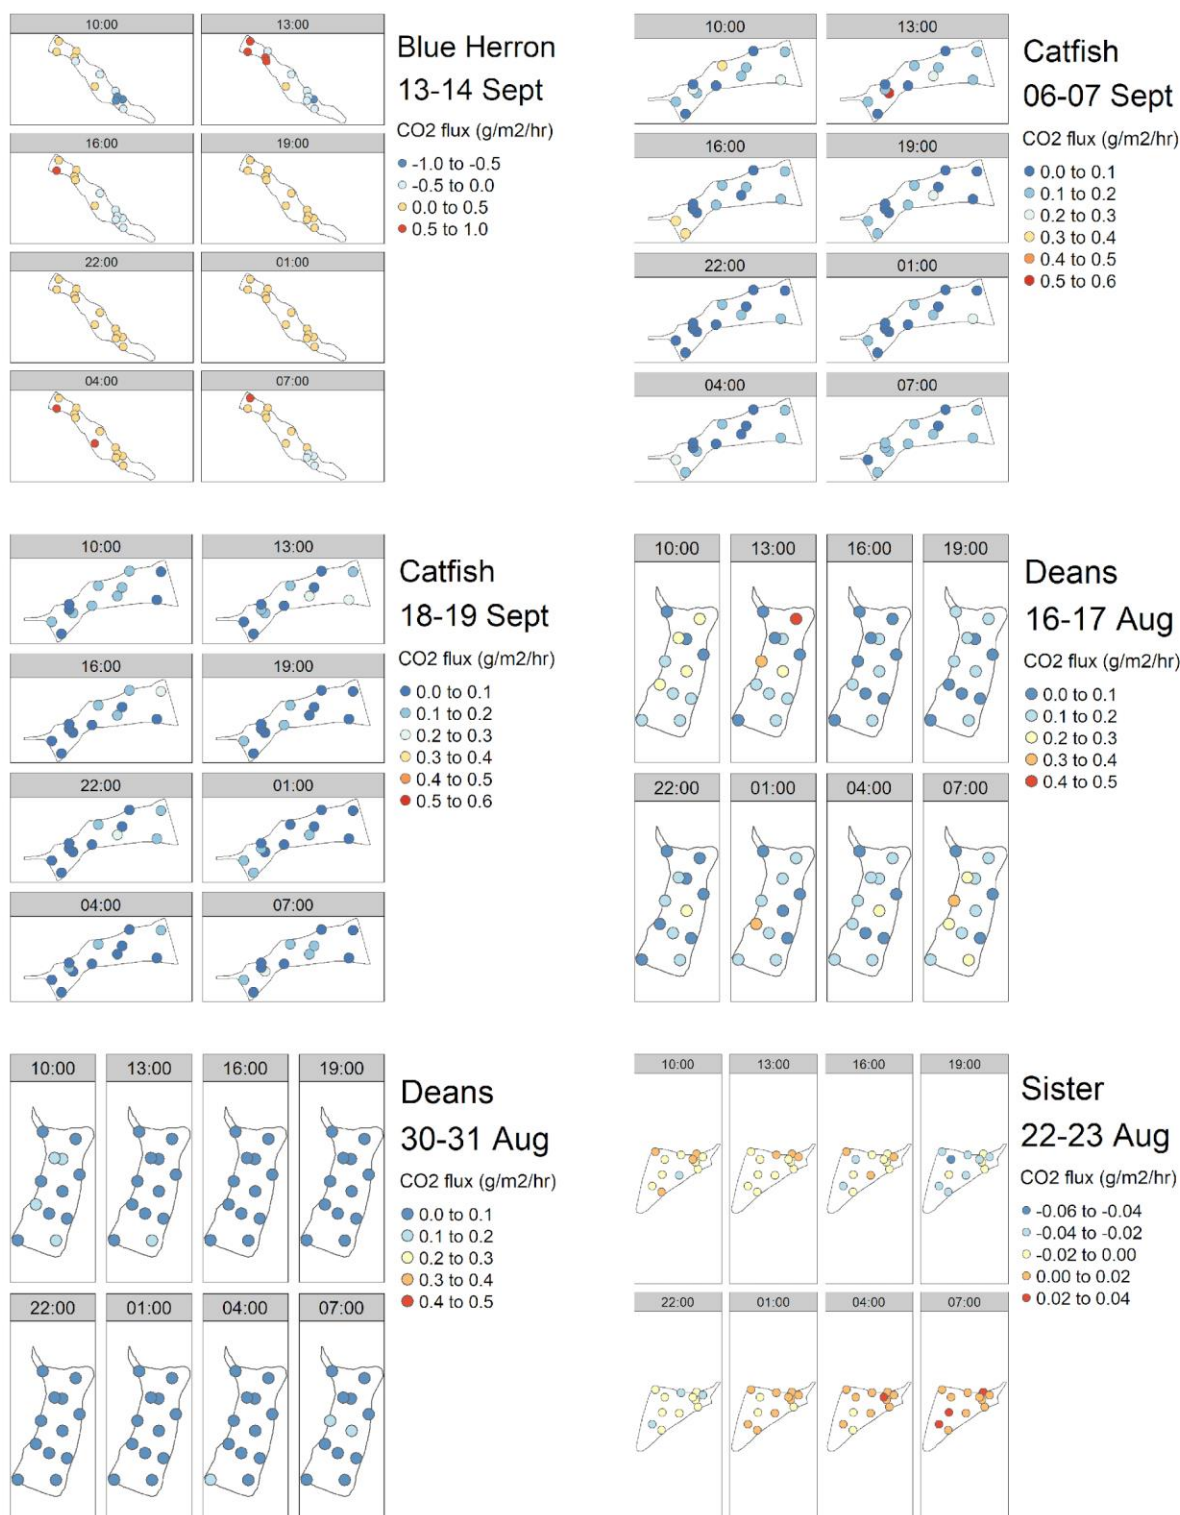 10:00
13:00
Blue Herron
13-14 Sept
CO2 flux (g/m2/hr)
-1.0 to -0.5
-0.5 to 0.0
0.0 to 0.5
0.5 to 1.0
16:00
19:00
22:00
01:00
04:00
07:00
10:00
13:00
Catfish
06-07 Sept
CO2 flux (g/m2/hr)
0.0 to 0.1
0.1 to 0.2
0.2 to 0.3
0.3 to 0.4
0.4 to 0.5
0.5 to 0.6
16:00
19:00
22:00
01:00
04:00
07:00
10:00
13:00
Catfish
18-19 Sept
CO2 flux (g/m2/hr)
0.0 to 0.1
0.1 to 0.2
0.2 to 0.3
0.3 to 0.4
0.4 to 0.5
0.5 to 0.6
16:00
19:00
22:00
01:00
04:00
07:00
10:00
13:00
16:00
19:00
Deans
16-17 Aug
CO2 flux (g/m2/hr)
0.0 to 0.1
0.1 to 0.2
0.2 to 0.3
0.3 to 0.4
0.4 to 0.5
22:00
01:00
04:00
07:00
10:00
13:00
16:00
19:00
Deans
30-31 Aug
CO2 flux (g/m2/hr)
0.0 to 0.1
0.1 to 0.2
0.2 to 0.3
0.3 to 0.4
0.4 to 0.5
22:00
01:00
04:00
07:00
10:00
13:00
16:00
19:00
Sister
22-23 Aug
CO2 flux (g/m2/hr)
-0.06 to -0.04
-0.04 to -0.02
-0.02 to 0.00
0.00 to 0.02
0.02 to 0.04
22:00
01:00
04:00
07:00